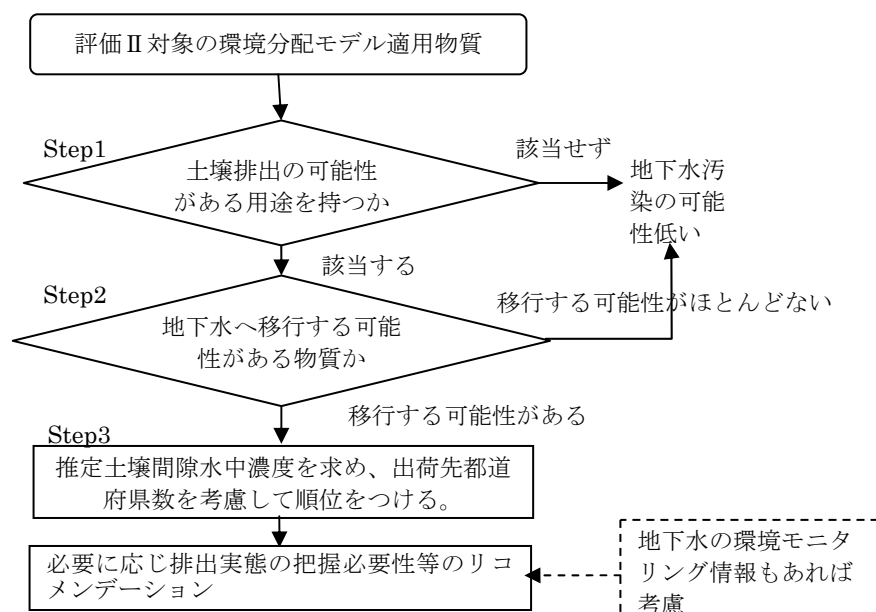 評価Ⅱ対象の環境分配モデル適用物質
Step1
土壌排出の可能性
がある用途を持つか
該当せず
地下水汚
染の可能
性低い
該当する
Step2
地下水へ移行する可能
性がある物質か
移行する可能性がほとんどない
移行する可能性がある
Step3
推定土壌間隙水中濃度を求め、出荷先都道
府県数を考慮して順位をつける。
必要に応じ排出実態の把握必要性等のリコ
メンデーション
地下水の環境モニタ
リング情報もあれば
考慮